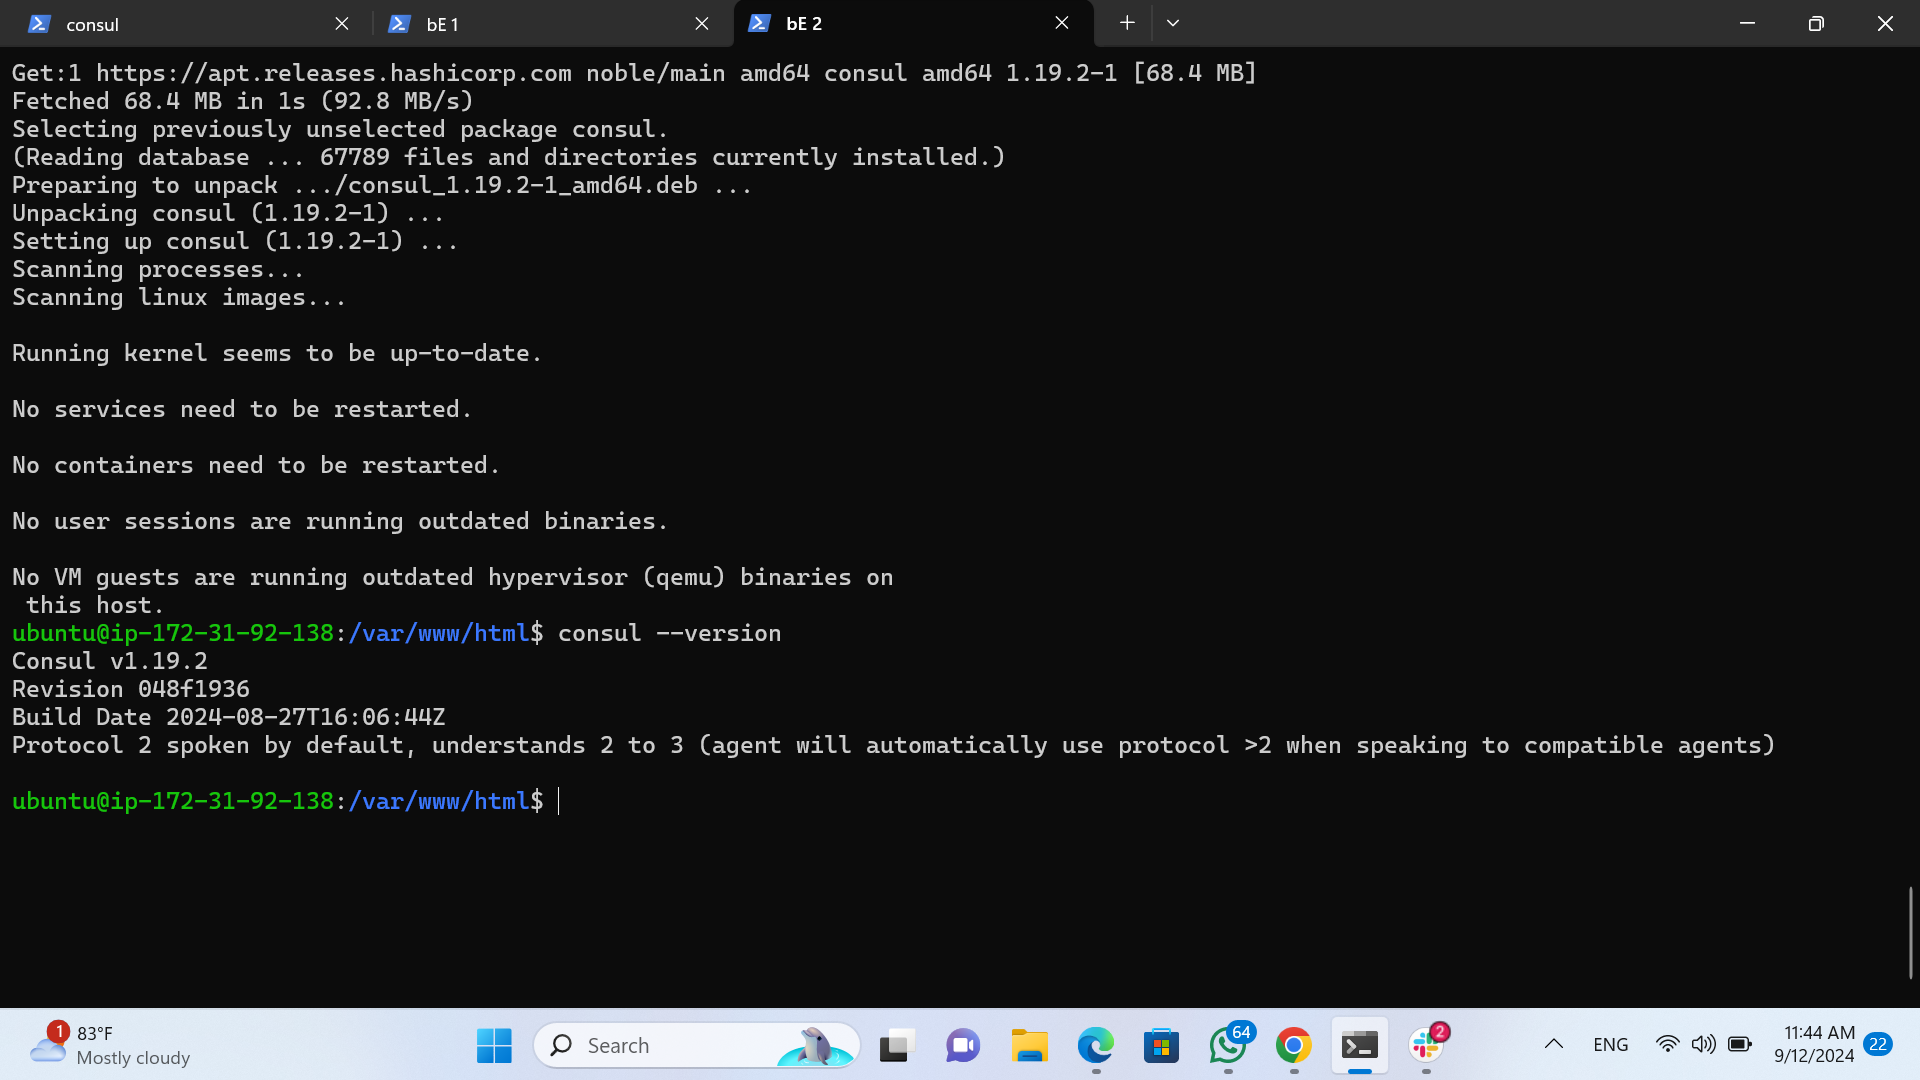 consul
bE 1
bE 2
Get:1 https://apt.releases.hashicorp.com noble/main amd64 consul amd64 1.19.2-1 [68.4 MB]
Fetched 68.4 MB in 1s (92.8 MB/s)
Selecting previously unselected package consul.
(Reading database ... 67789 files and directories currently installed.)
Preparing to unpack .../consul_1.19.2-1_amd64.deb ...
Unpacking consul (1.19.2-1) ...
Setting up consul (1.19.2-1) ...
Scanning processes...
Scanning linux images...
Running kernel seems to be up-to-date.
No services need to be restarted.
No containers need to be restarted.
No user sessions are running outdated binaries.
No VM guests are running outdated hypervisor (qemu) binaries on
this host.
ubuntu@ip-172-31-92-138:/var/www/html$ consul --version
Consul v1.19.2
Revision 048f1936
Build Date 2024-08-27T16:06:44Z
Protocol 2 spoken by default, understands 2 to 3 (agent will automatically use protocol >2 when speaking to compatible agents)
ubuntu@ip-172-31-92-138:/var/www/html$
1
83°F
Mostly cloudy
Search
64
2
ENG
11:44 AM
9/12/2024
22